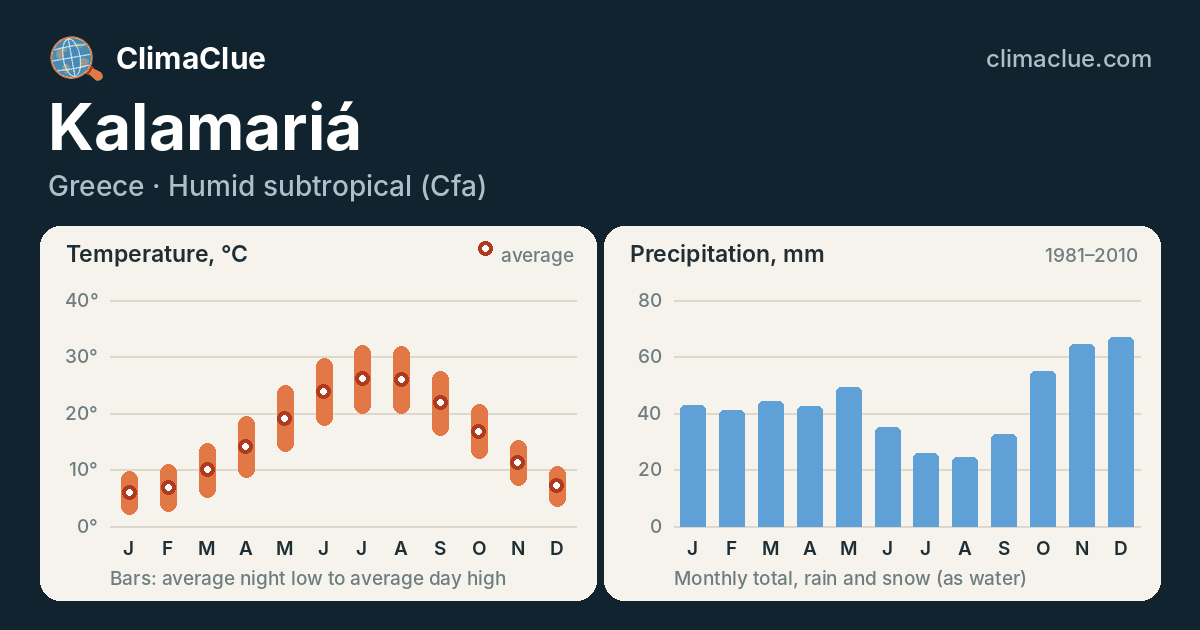 ClimaClue
climaclue.com
Kalamariá
Greece · Humid subtropical (Cfa)
Temperature, °C
average
40°
30°
20°
10°
0°
J F M A M J J A S O N D
Bars: average night low to average day high
Precipitation, mm
1981–2010
80
60
40
20
0
J F M A M J J A S O N D
Monthly total, rain and snow (as water)